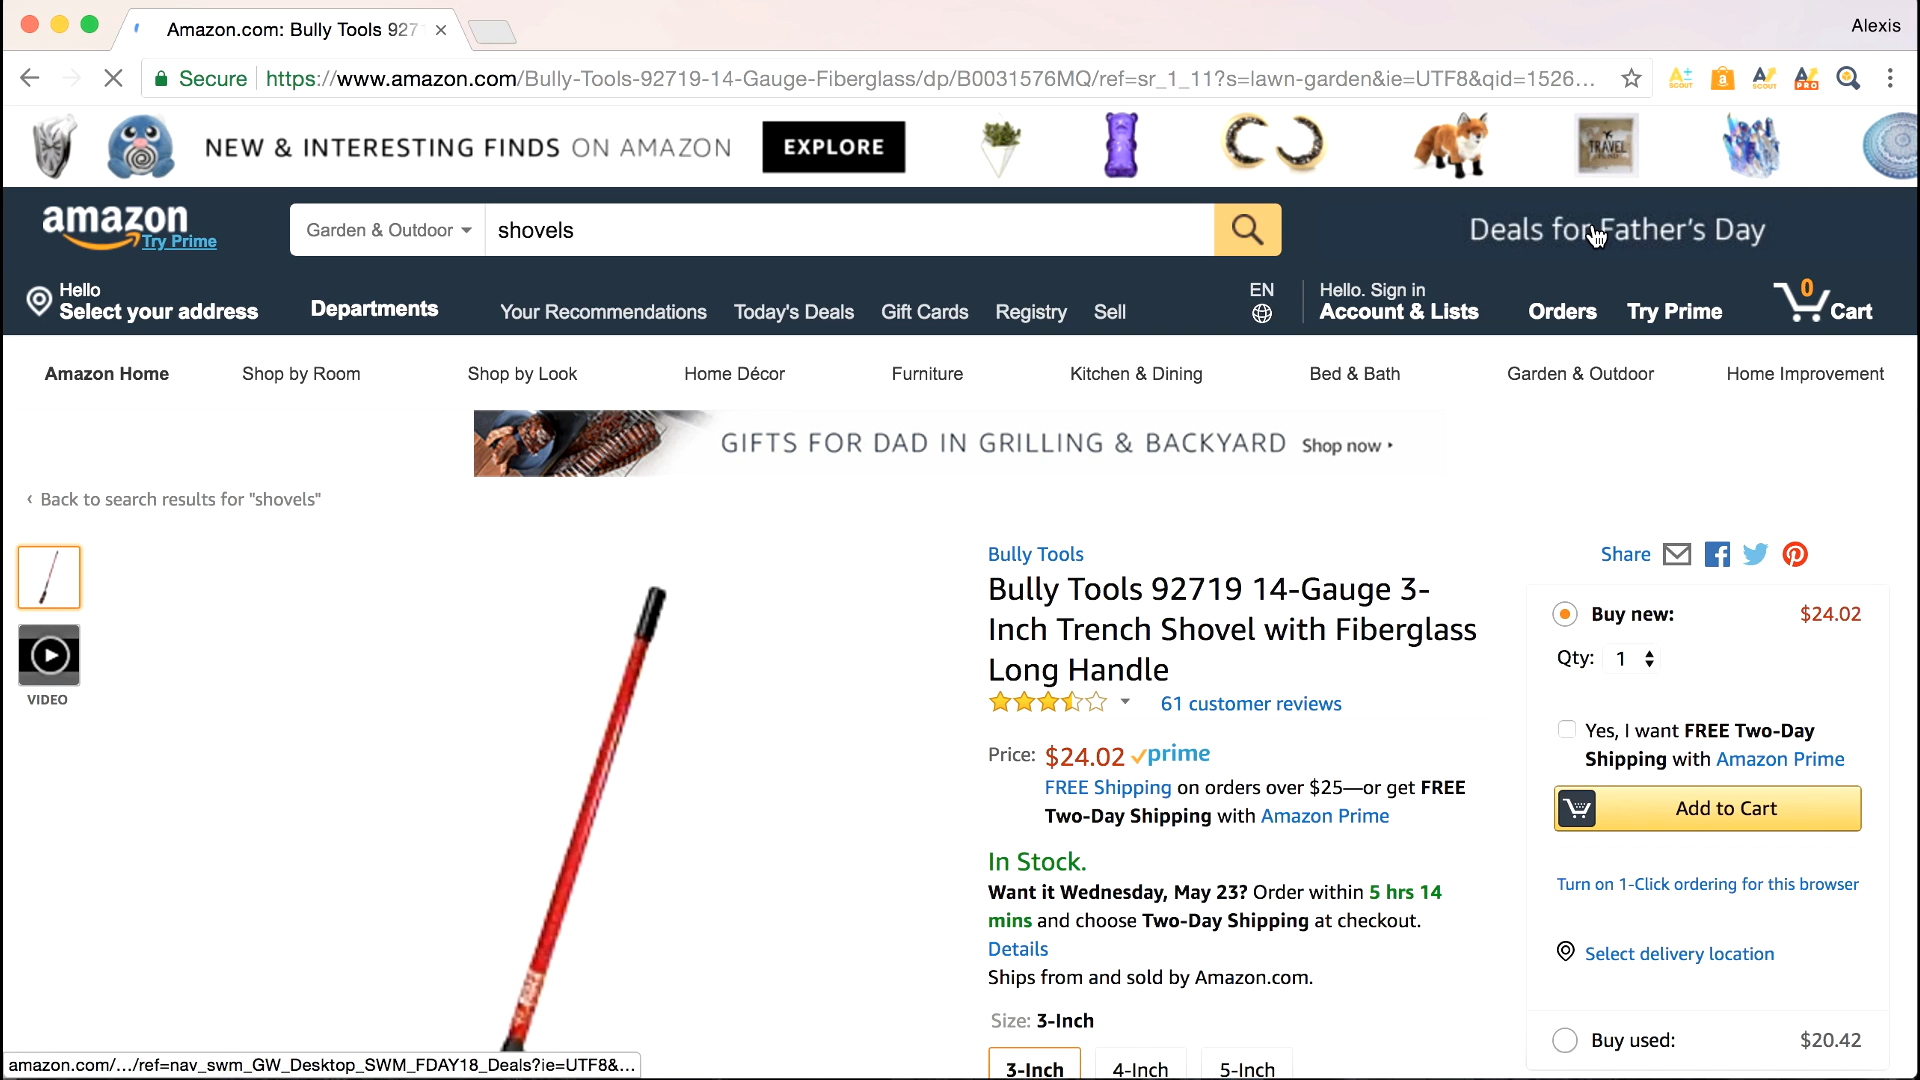 Amazon.com: Bully Tools 927
Alexis
Secure
https://www.amazon.com/Bully-Tools-92719-14-Gauge-Fiberglass/dp/B0031576MQ/ref=sr_1_11?s=lawn-garden&ie=UTF8&qid=1526...
NEW & INTERESTING FINDS ON AMAZON
EXPLORE
TRAVEL
amazon
Try Prime
Garden & Outdoor
shovels
Deals for Father's Day
Hello
Select your address
Departments
Your Recommendations
Today's Deals
Gift Cards
Registry
Sell
EN
Hello. Sign in
Account & Lists
Orders
Try Prime
0
Cart
Amazon Home
Shop by Room
Shop by Look
Home Décor
Furniture
Kitchen & Dining
Bed & Bath
Garden & Outdoor
Home Improvement
GIFTS FOR DAD IN GRILLING & BACKYARD Shop now
‹ Back to search results for "shovels"
VIDEO
Bully Tools
Bully Tools 92719 14-Gauge 3-
Inch Trench Shovel with Fiberglass
Long Handle
61 customer reviews
Price: $24.02 prime
FREE Shipping on orders over $25—or get FREE
Two-Day Shipping with Amazon Prime
In Stock.
Want it Wednesday, May 23? Order within 5 hrs 14
mins and choose Two-Day Shipping at checkout.
Details
Ships from and sold by Amazon.com.
Size: 3-Inch
3-Inch
4-Inch
5-Inch
Share
Buy new: $24.02
Qty: 1
Yes, I want FREE Two-Day
Shipping with Amazon Prime
Add to Cart
Turn on 1-Click ordering for this browser
Select delivery location
Buy used: $20.42
amazon.com/.../ref=nav_swm_GW_Desktop_SWM_FDAY18_Deals?ie=UTF8&...